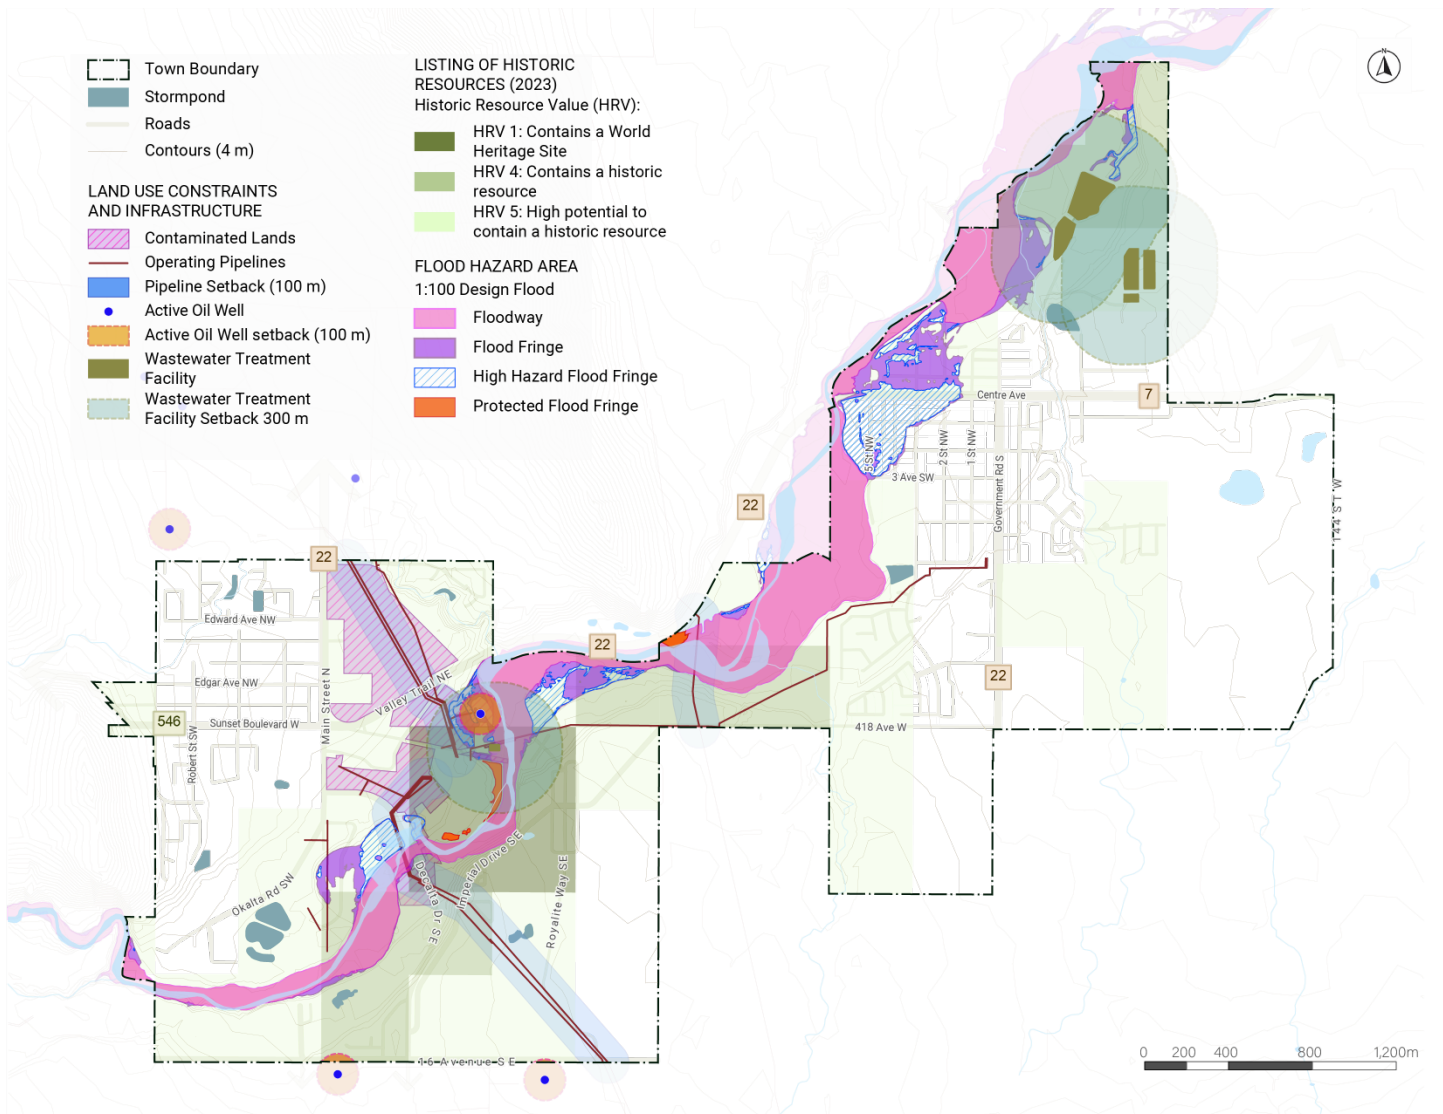 Town Boundary
Stormpond
Roads
Contours (4 m)
LAND USE CONSTRAINTS
AND INFRASTRUCTURE
Contaminated Lands
Operating Pipelines
Pipeline Setback (100 m)
Active Oil Well
Active Oil Well setback (100 m)
Wastewater Treatment
Facility
Wastewater Treatment
Facility Setback 300 m
LISTING OF HISTORIC
RESOURCES (2023)
Historic Resource Value (HRV):
HRV 1: Contains a World
Heritage Site
HRV 4: Contains a historic
resource
HRV 5: High potential to
contain a historic resource
FLOOD HAZARD AREA
1:100 Design Flood
Floodway
Flood Fringe
High Hazard Flood Fringe
Protected Flood Fringe
N
7
Centre Ave
5 St NW
2 St NW
1 St NW
3 Ave SW
Government Rd S
144 St W
22
22
22
22
418 Ave W
Edward Ave NW
Edgar Ave NW
Valley Trail NE
Main Street N
546
Sunset Boulevard W
Robert St SW
Okalta Rd SW
Decalta Dr SE
Imperial Drive SE
Royalite Way SE
16 Avenue SE
0 200 400 800 1,200m